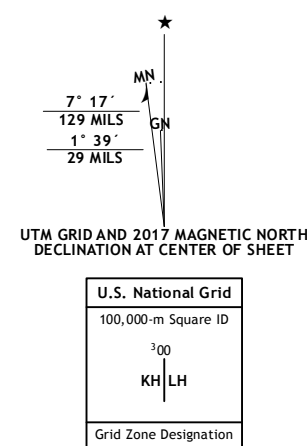 ★
MN
7° 17´
129 MILS
GN
1° 39´
29 MILS
UTM GRID AND 2017 MAGNETIC NORTH
DECLINATION AT CENTER OF SHEET
U.S. National Grid
100,000-m Square ID
³00
KH LH
Grid Zone Designation